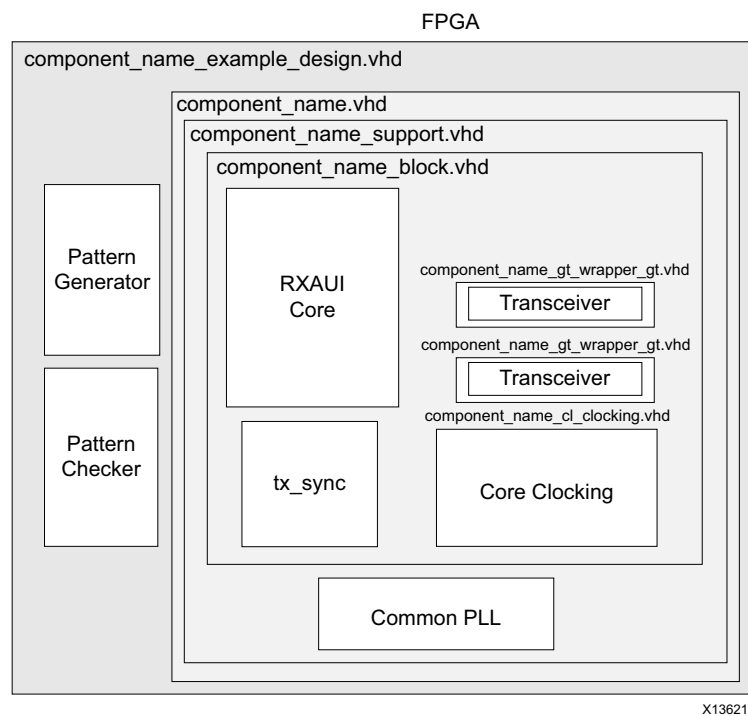 FPGA
component_name_example_design.vhd
component_name.vhd
component_name_support.vhd
component_name_block.vhd
Pattern
Generator
RXAUI
Core
component_name_gt_wrapper_gt.vhd
Transceiver
component_name_gt_wrapper_gt.vhd
Transceiver
component_name_cl_clocking.vhd
Pattern
Checker
tx_sync
Core Clocking
Common PLL
X13621